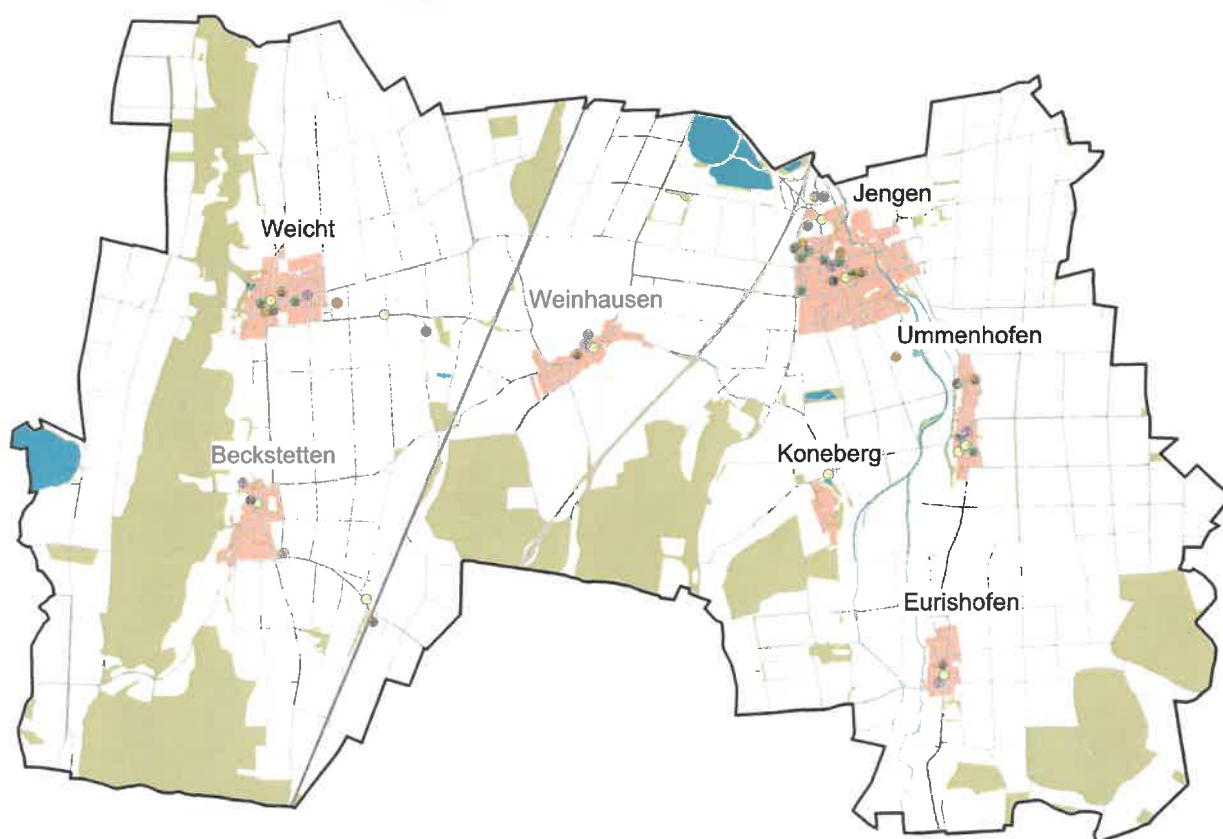 Jengen
Weicht
Weinhausen
Ummenhofen
Beckstetten
Koneberg
Eurishofen